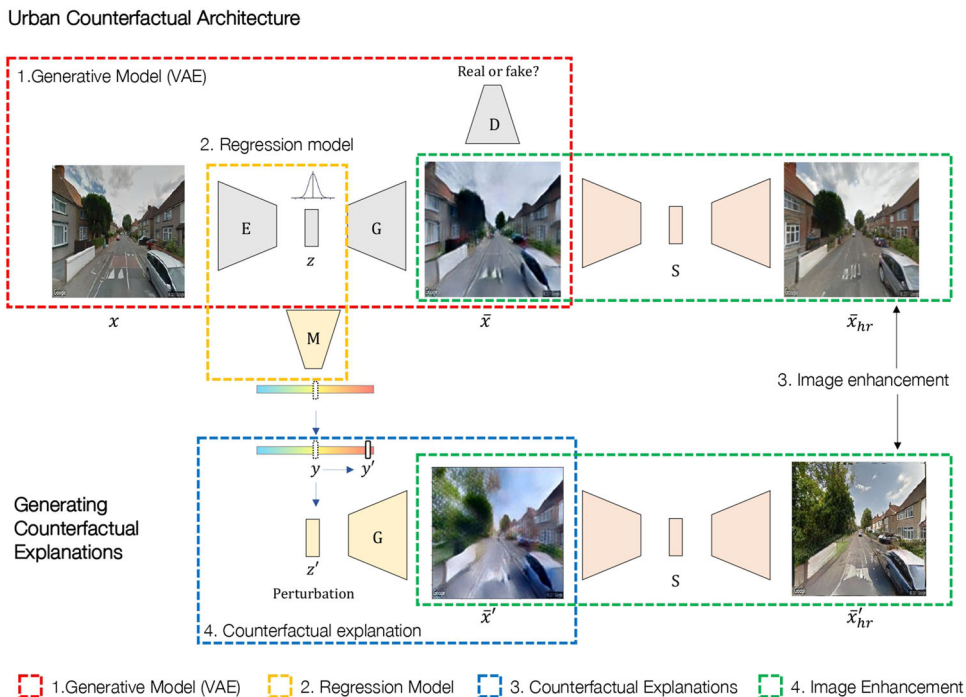 Urban Counterfactual Architecture
1.Generative Model (VAE)
Real or fake?
D
2. Regression model
E
z
G
S
x
x̄
x̄hr
M
3. Image enhancement
y
y′
Generating
Counterfactual
Explanations
G
S
z′
Perturbation
x̄′
x̄′hr
4. Counterfactual explanation
1.Generative Model (VAE)
2. Regression Model
3. Counterfactual Explanations
4. Image Enhancement